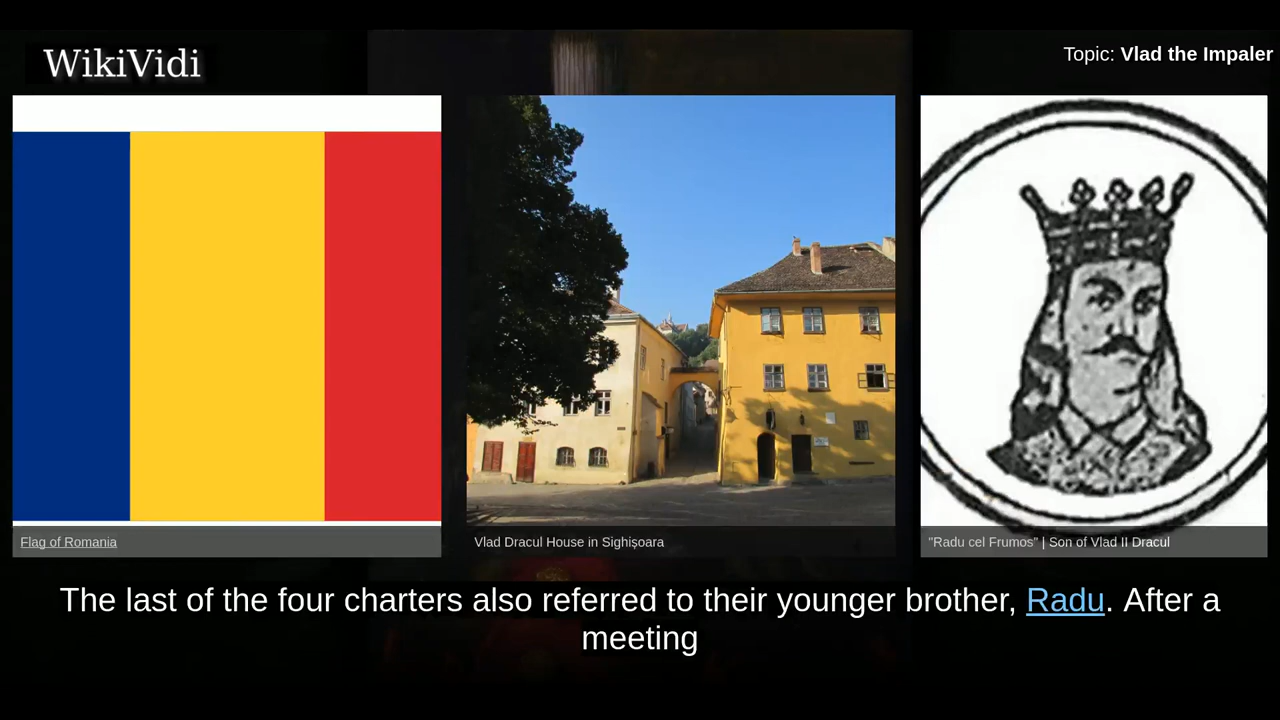 WikiVidi
Topic: Vlad the Impaler
Flag of Romania
Vlad Dracul House in Sighișoara
"Radu cel Frumos" | Son of Vlad II Dracul
The last of the four charters also referred to their younger brother, Radu. After a
meeting